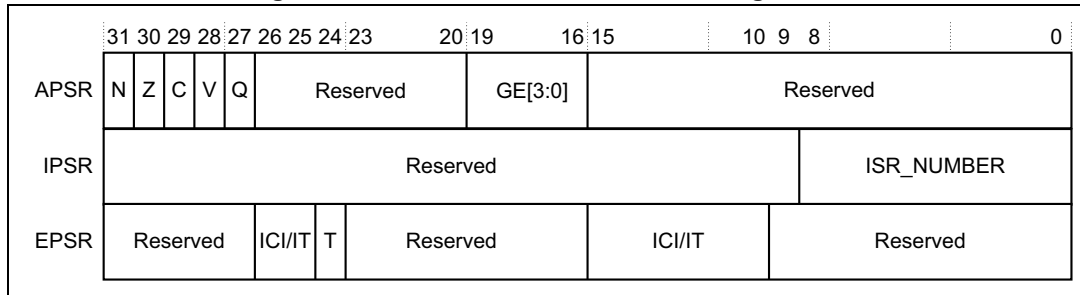 31 30 29 28 27 26 25 24 23 20 19 16 15 10 9 8 0
APSR N Z C V Q Reserved GE[3:0] Reserved
IPSR Reserved ISR_NUMBER
EPSR Reserved ICI/IT T Reserved ICI/IT Reserved